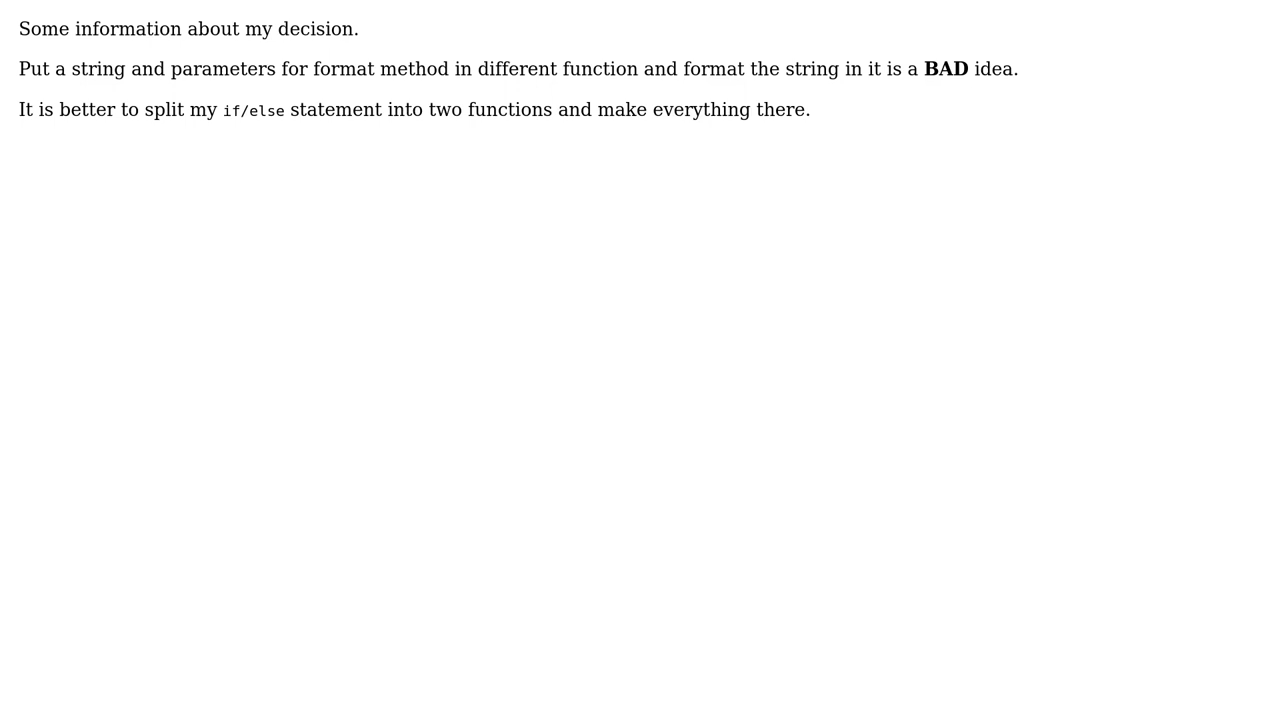 Some information about my decision.
Put a string and parameters for format method in different function and format the string in it is a BAD idea.
It is better to split my if/else statement into two functions and make everything there.